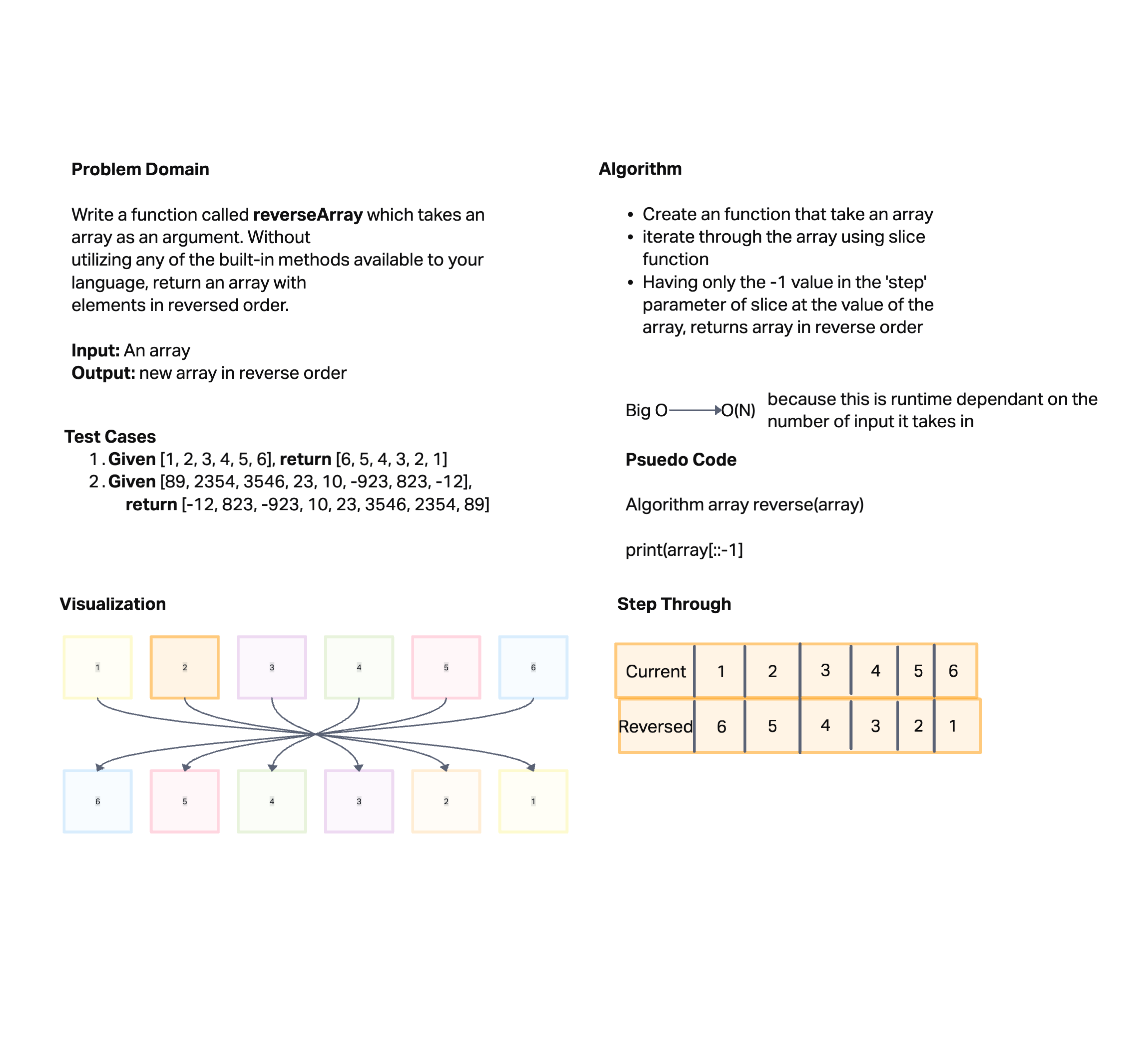 Problem Domain
Write a function called reverseArray which takes an
array as an argument. Without
utilizing any of the built-in methods available to your
language, return an array with
elements in reversed order.
Input: An array
Output: new array in reverse order
Test Cases
1. Given [1, 2, 3, 4, 5, 6], return [6, 5, 4, 3, 2, 1]
2. Given [89, 2354, 3546, 23, 10, -923, 823, -12],
return [-12, 823, -923, 10, 23, 3546, 2354, 89]
Visualization
1 2 3 4 5 6
6 5 4 3 2 1
Algorithm
• Create an function that take an array
• iterate through the array using slice
function
• Having only the -1 value in the 'step'
parameter of slice at the value of the
array, returns array in reverse order
Big O O(N) because this is runtime dependant on the
number of input it takes in
Psuedo Code
Algorithm array reverse(array)
print(array[::-1]
Step Through
Current 1 2 3 4 5 6
Reversed 6 5 4 3 2 1